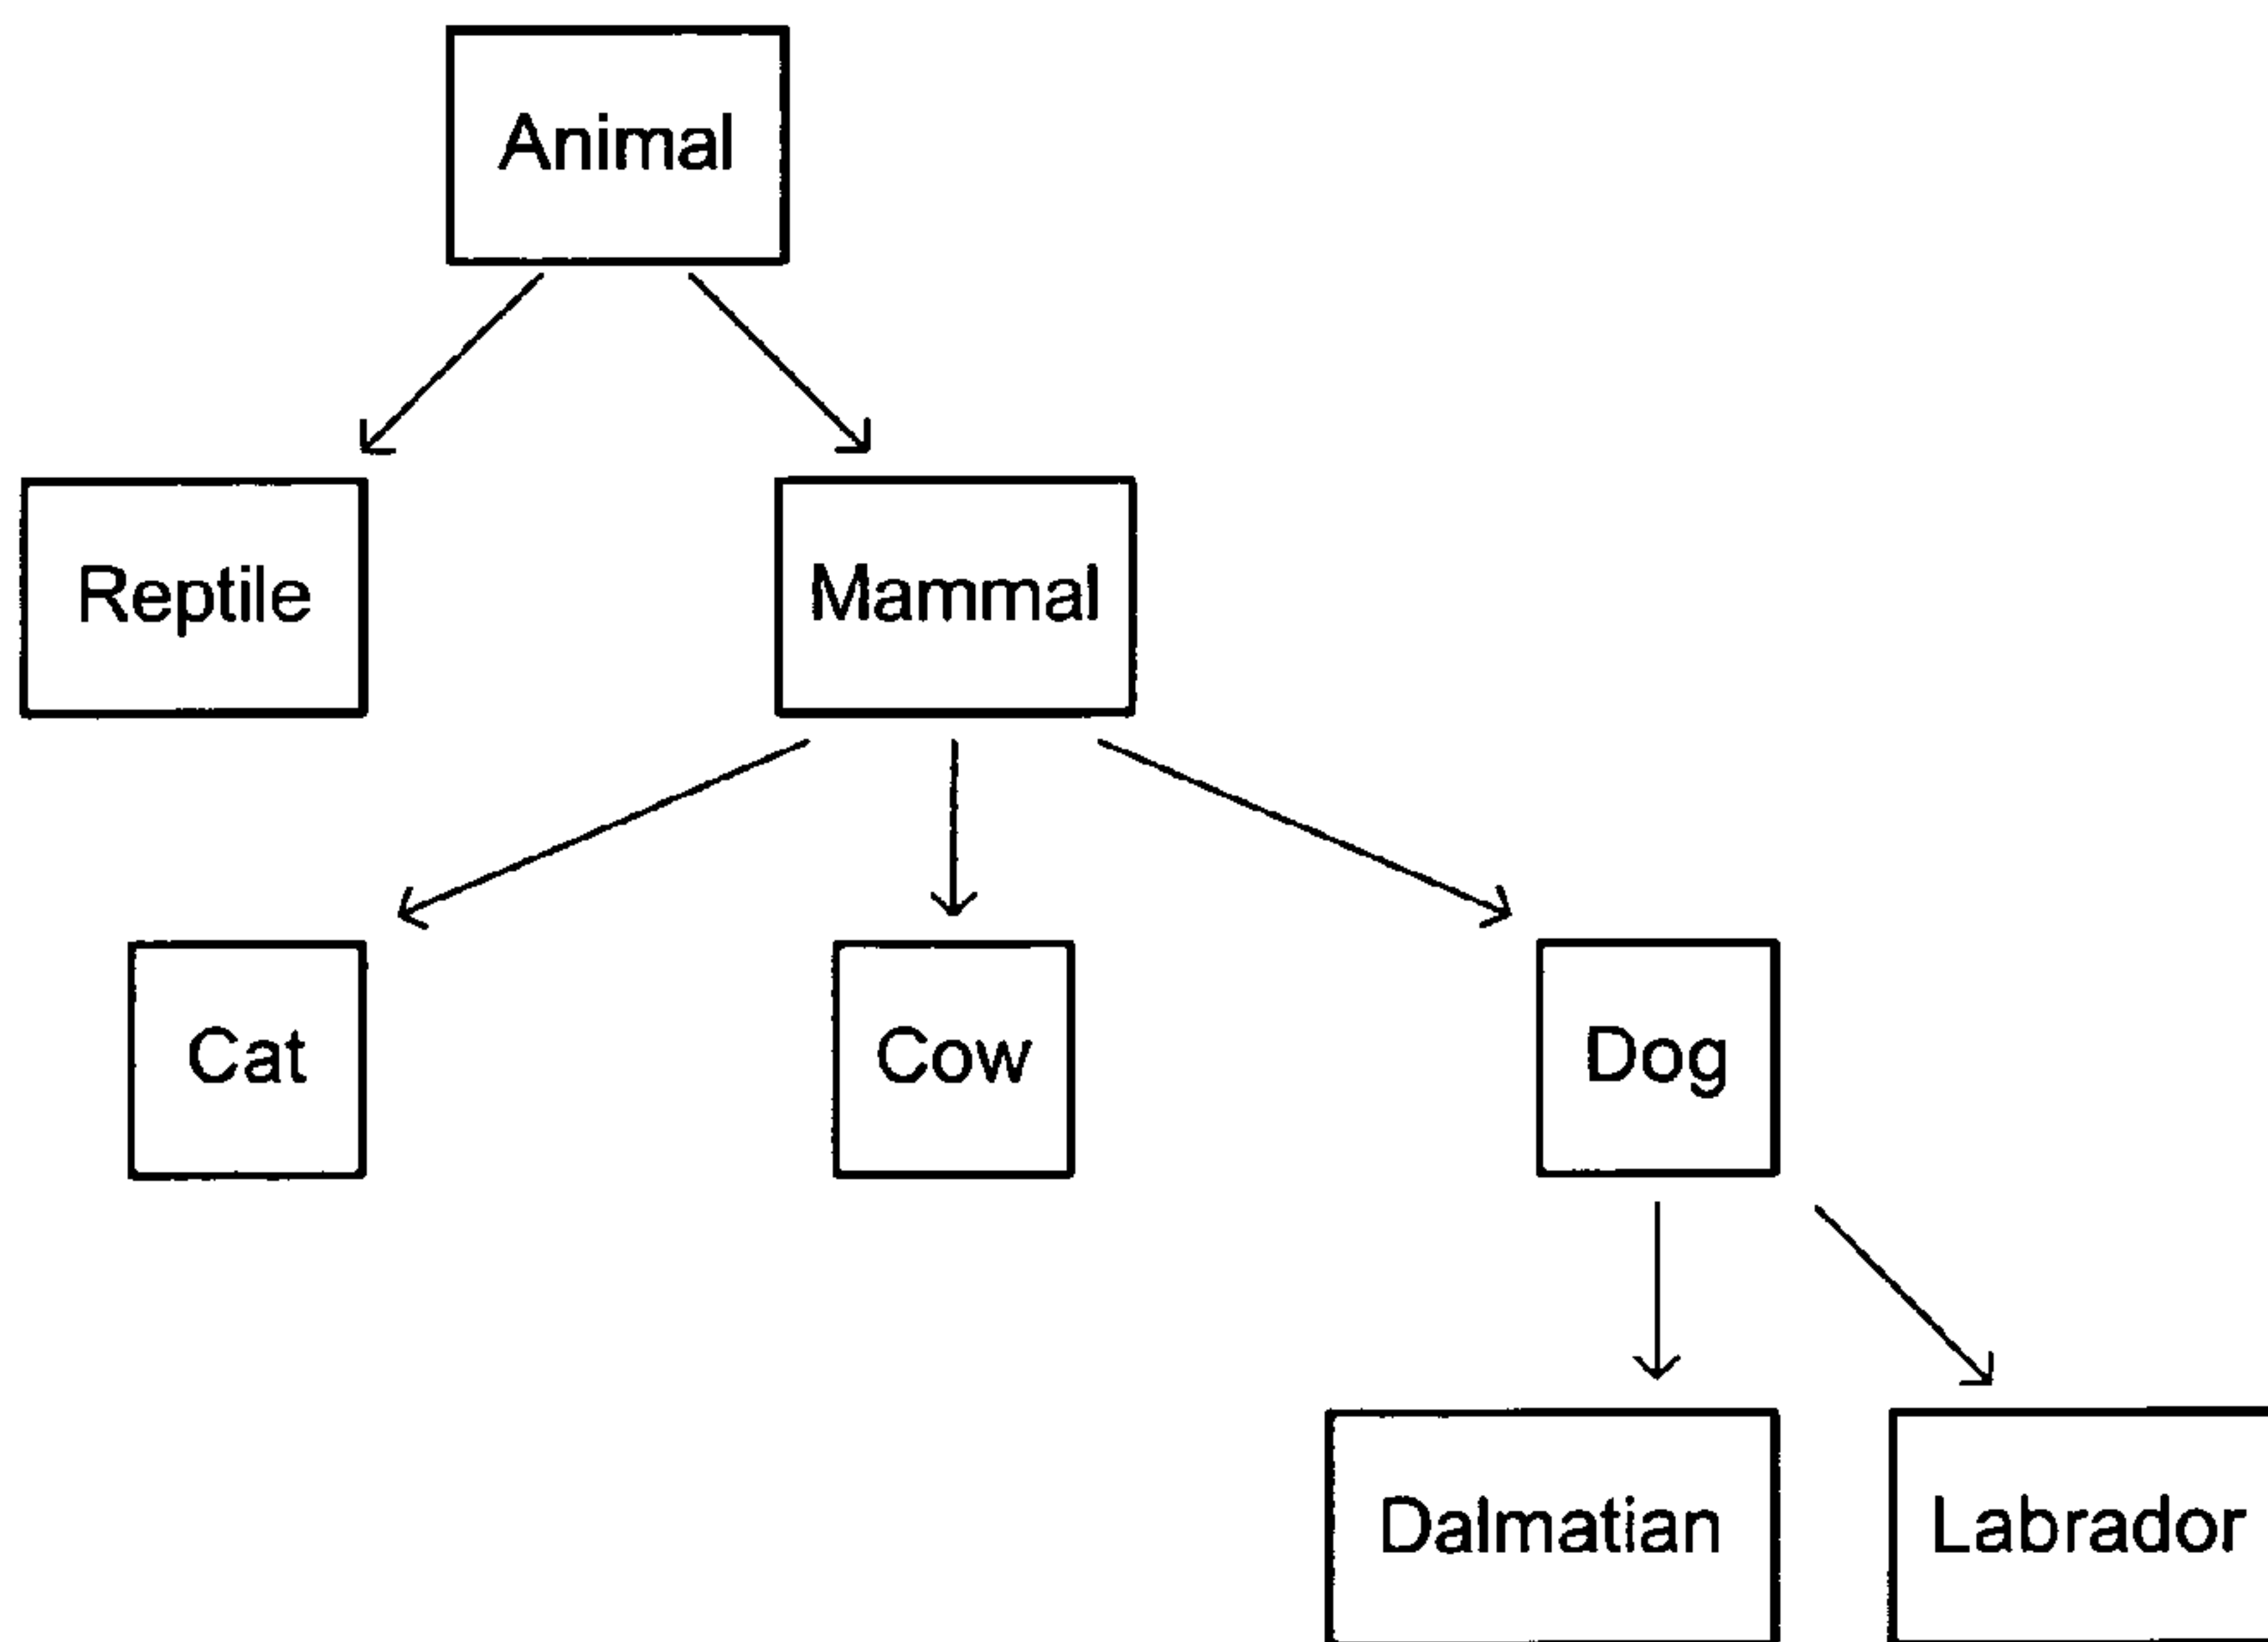 Animal
Reptile
Mammal
Cat
Cow
Dog
Dalmatian
Labrador